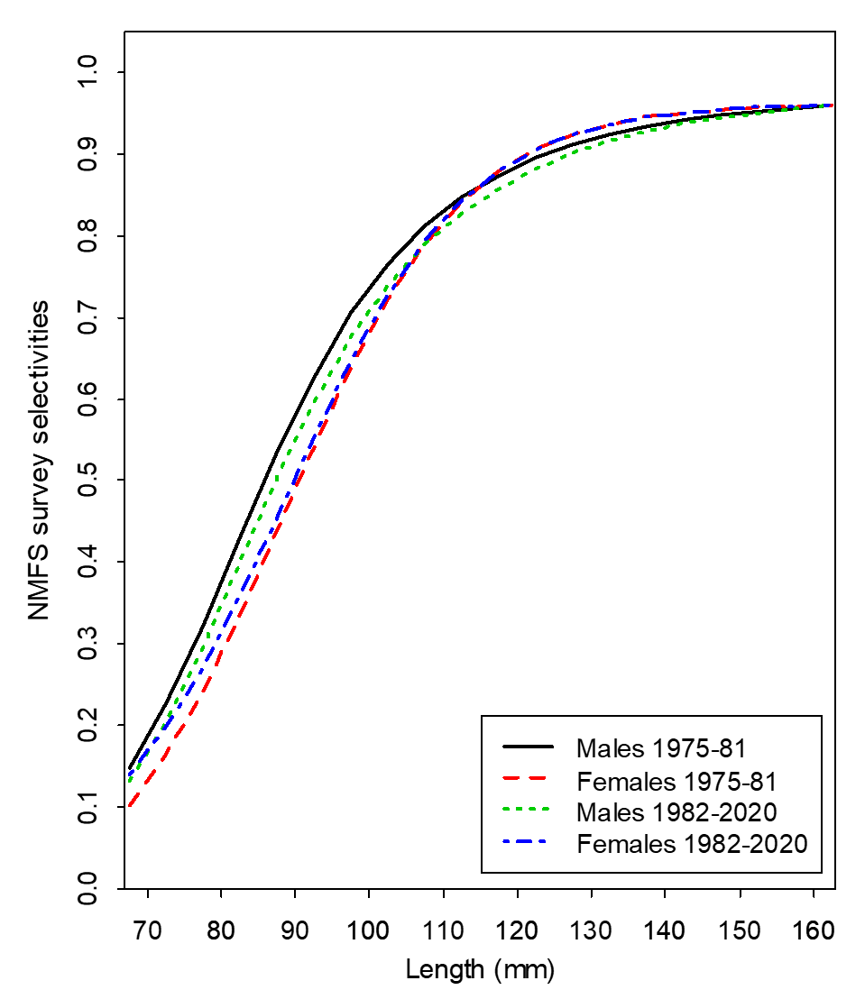 NMFS survey selectivities
1.0
0.9
0.8
0.7
0.6
0.5
0.4
0.3
0.2
0.1
0.0
Males 1975-81
Females 1975-81
Males 1982-2020
Females 1982-2020
70 80 90 100 110 120 130 140 150 160
Length (mm)